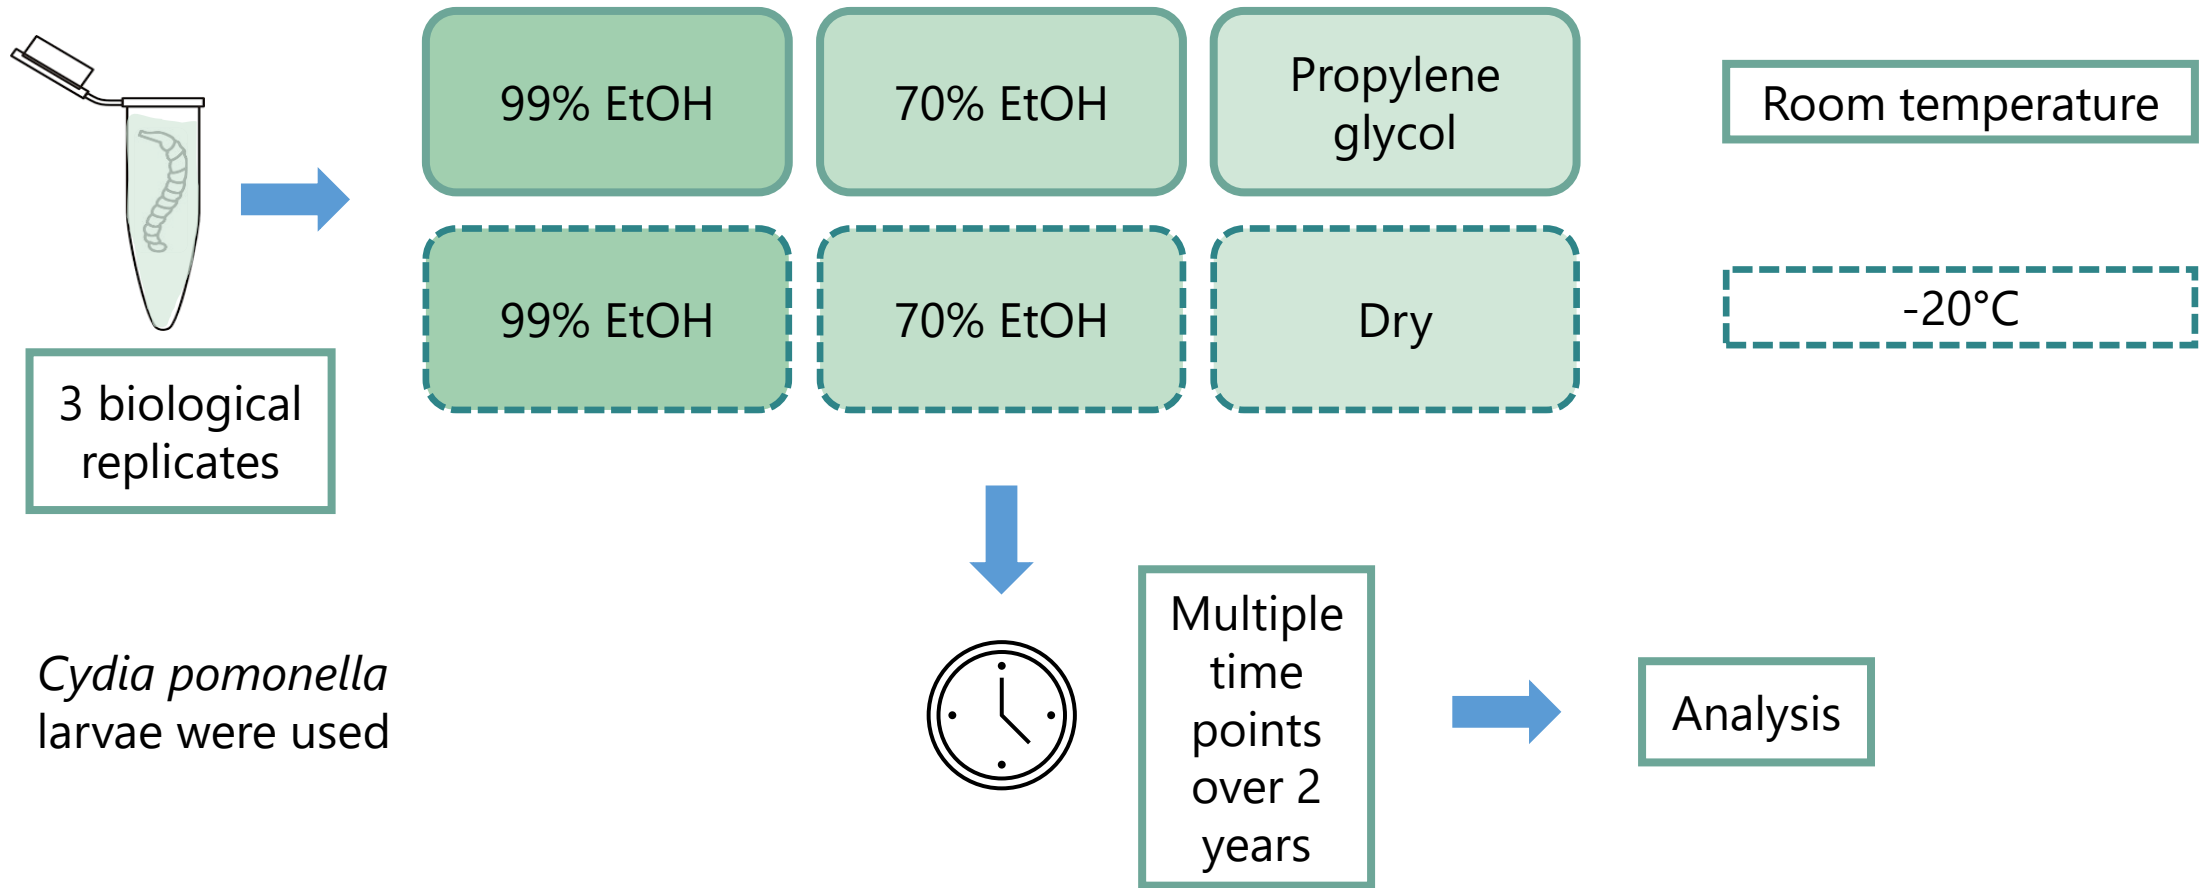 99% EtOH
70% EtOH
Propylene
glycol
Room temperature
99% EtOH
70% EtOH
Dry
-20°C
3 biological
replicates
Cydia pomonella
larvae were used
Multiple
time
points
over 2
years
Analysis